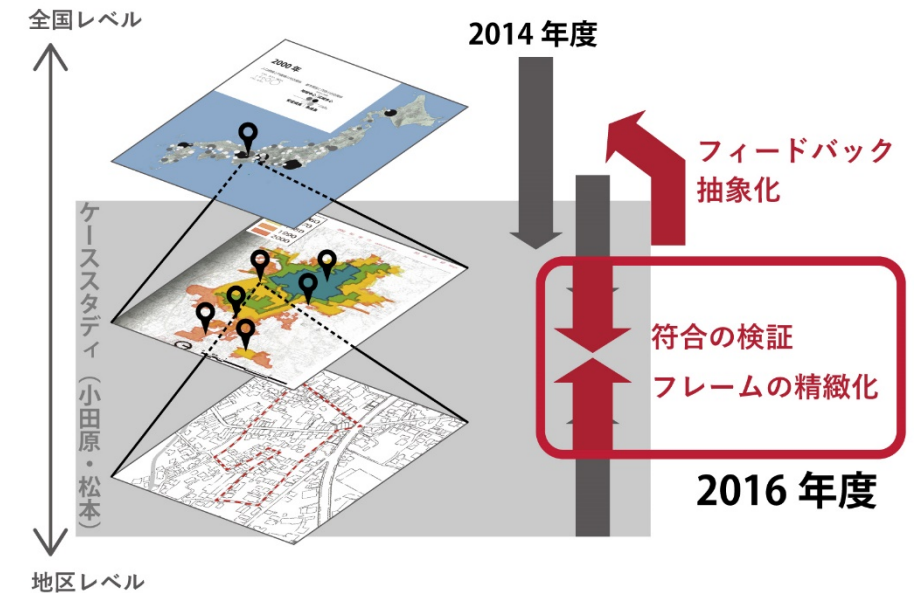 全国レベル
2014 年度
2000 年
フィードバック
抽象化
ケーススタディ（小田原・松本）
2000
符合の検証
フレームの精緻化
2016 年度
地区レベル